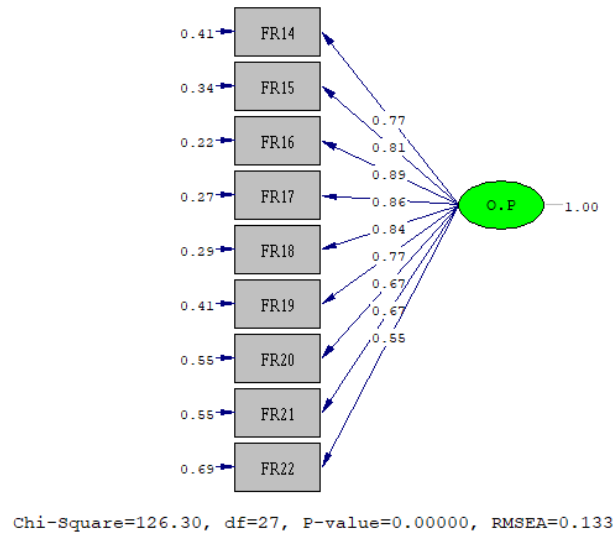 0.41 FR14
0.34 FR15
0.22 FR16
0.27 FR17
0.29 FR18
0.41 FR19
0.55 FR20
0.55 FR21
0.69 FR22
0.77
0.81
0.89
0.86
0.84
0.77
0.67
0.67
0.55
O.P 1.00
Chi-Square=126.30, df=27, P-value=0.00000, RMSEA=0.133